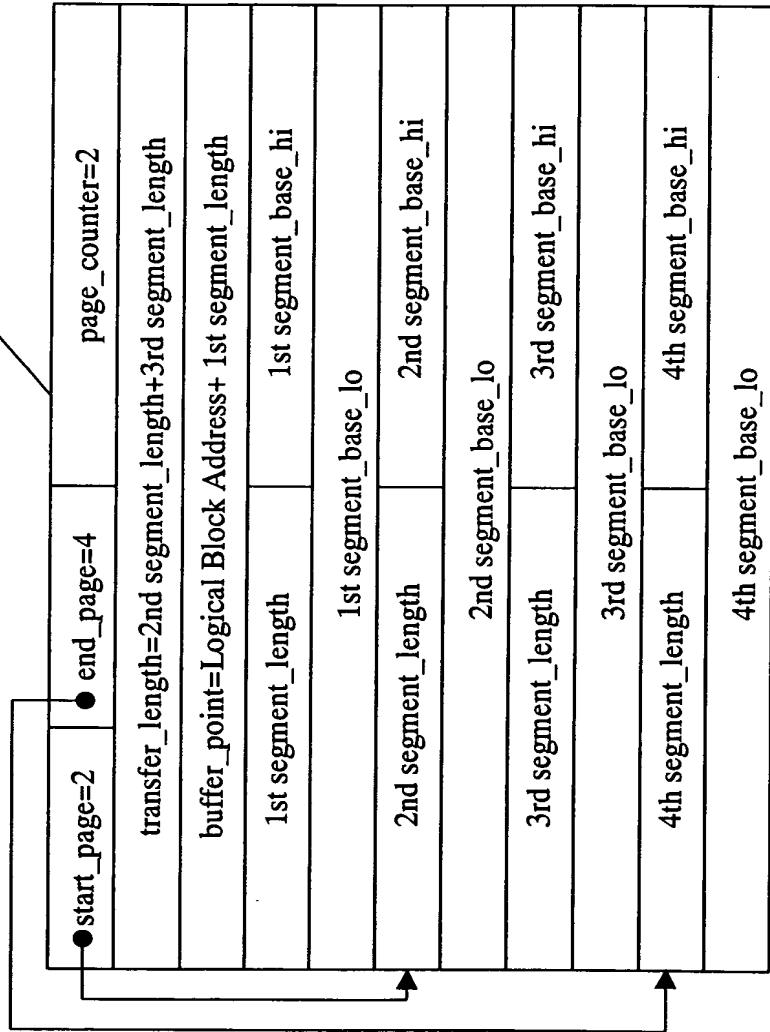 start_page=2 end_page=4 page_counter=2
transfer_length=2nd segment_length+3rd segment_length
buffer_point=Logical Block Address+ 1st segment_length
1st segment_length 1st segment_base_hi
1st segment_base_lo
2nd segment_length 2nd segment_base_hi
2nd segment_base_lo
3rd segment_length 3rd segment_base_hi
3rd segment_base_lo
4th segment_length 4th segment_base_hi
4th segment_base_lo